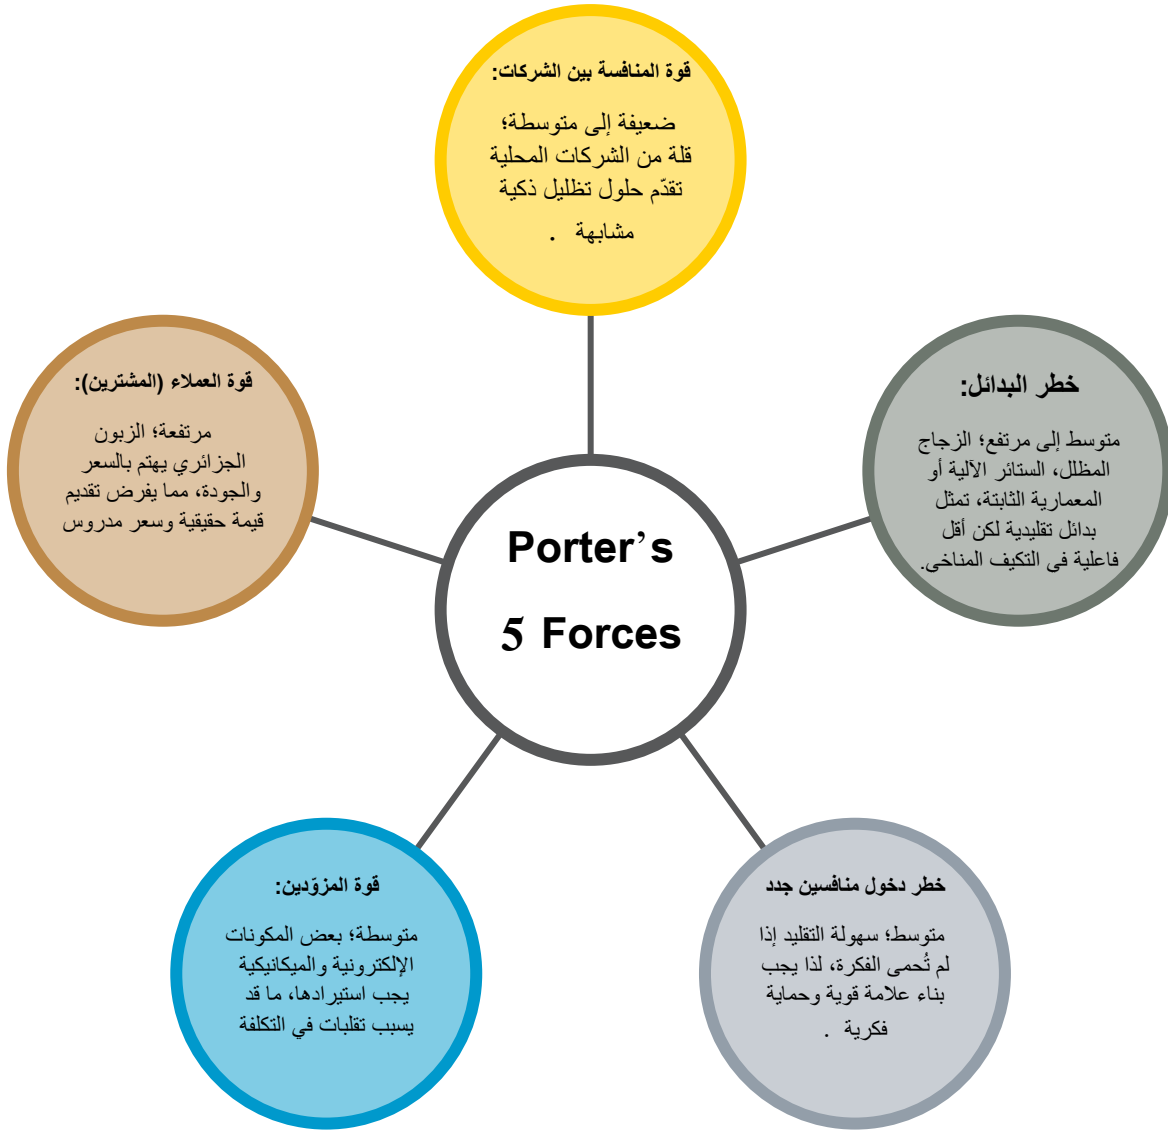 قوة المنافسة بين الشركات:
ضعيفة إلى متوسطة؛
قلة من الشركات المحلية
تقدّم حلول تظليل ذكية
مشابهة .
خطر البدائل:
متوسط إلى مرتفع؛ الزجاج
المظلل، الستائر الآلية أو
المعمارية الثابتة، تمثل
بدائل تقليدية لكن أقل
فاعلية في التكيف المناخي.
قوة العملاء (المشترين):
مرتفعة؛ الزبون
الجزائري يهتم بالسعر
والجودة، مما يفرض تقديم
قيمة حقيقية وسعر مدروس
Porter’s
5 Forces
خطر دخول منافسين جدد
متوسط؛ سهولة التقليد إذا
لم تُحمى الفكرة، لذا يجب
بناء علامة قوية وحماية
فكرية .
قوة المزوّدين:
متوسطة؛ بعض المكونات
الإلكترونية والميكانيكية
يجب استيرادها، ما قد
يسبب تقلبات في التكلفة